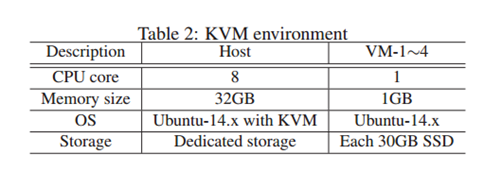 Table 2: KVM environment
Description Host VM-1~4
CPU core 8 1
Memory size 32GB 1GB
OS Ubuntu-14.x with KVM Ubuntu-14.x
Storage Dedicated storage Each 30GB SSD